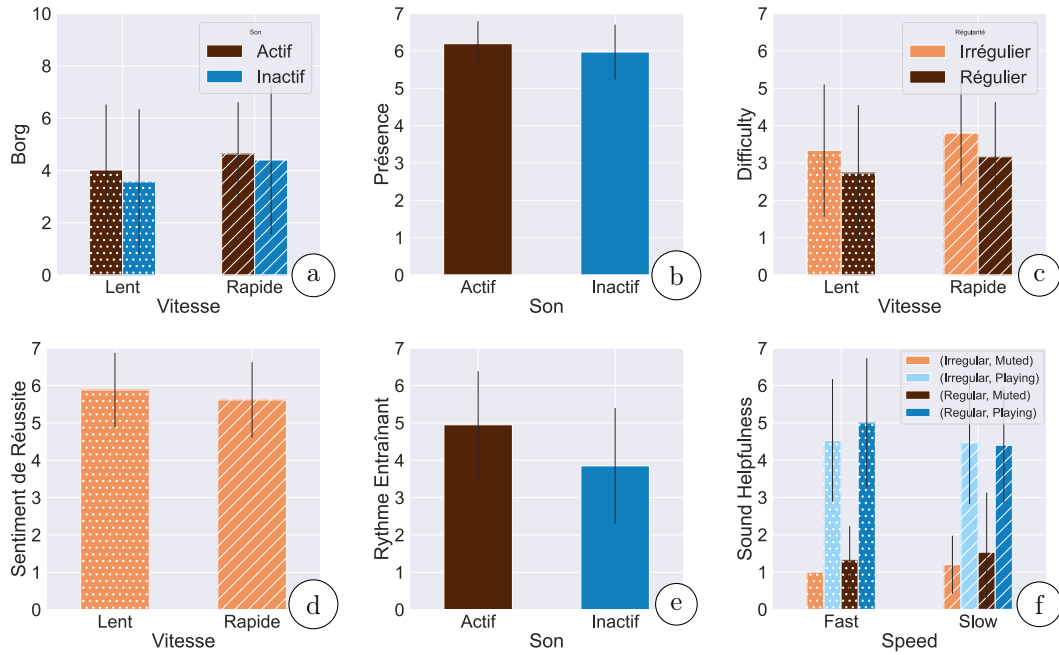 10
8
6
4
2
0
Borg
Son
Actif
Inactif
Lent
Rapide
Vitesse
a
7
6
5
4
3
2
1
0
Présence
Actif
Inactif
Son
b
7
6
5
4
3
2
1
0
Difficulty
Régularité
Irrégulier
Régulier
Lent
Rapide
Vitesse
c
7
6
5
4
3
2
1
0
Sentiment de Réussite
Lent
Rapide
Vitesse
d
7
6
5
4
3
2
1
0
Rythme Entraînant
Actif
Inactif
Son
e
7
6
5
4
3
2
1
0
Sound Helpfulness
(Irregular, Muted)
(Irregular, Playing)
(Regular, Muted)
(Regular, Playing)
Fast
Slow
Speed
f